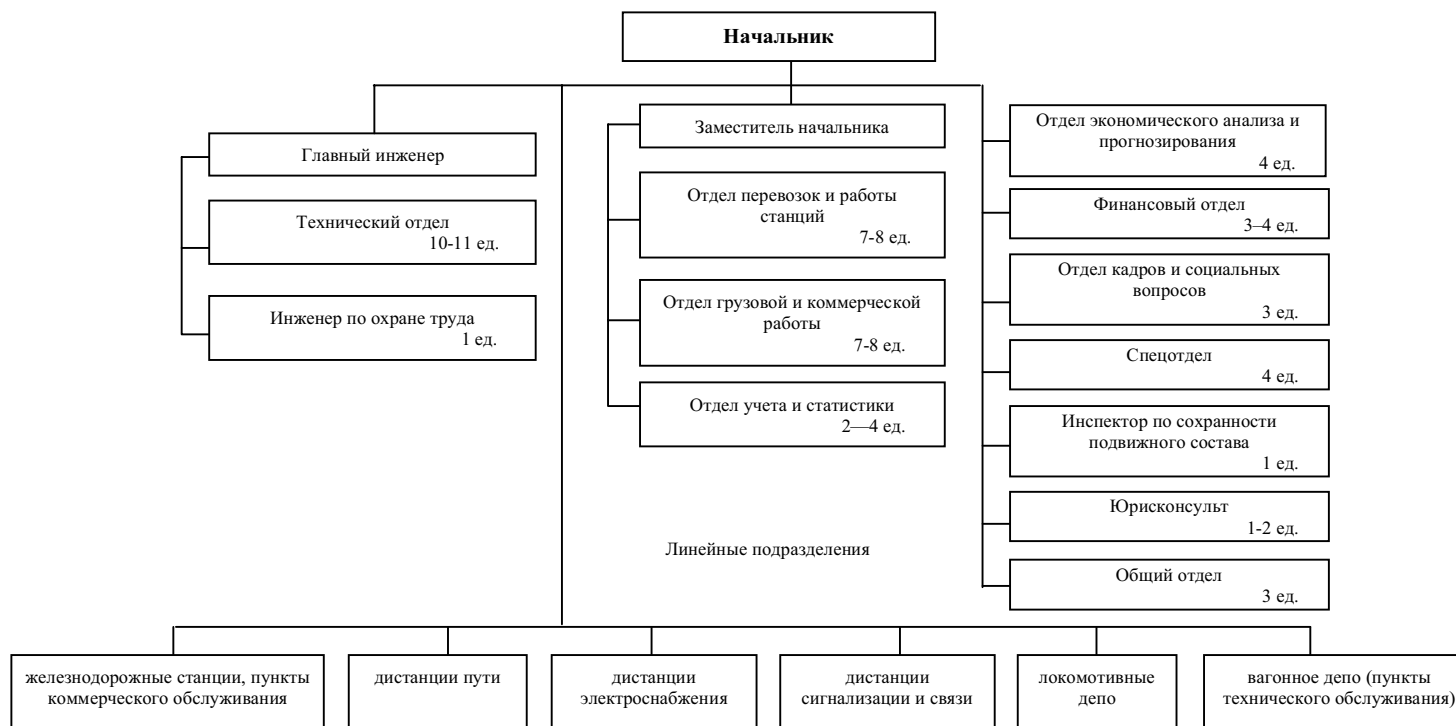 Начальник
Главный инженер
Технический отдел
10-11 ед.
Инженер по охране труда
1 ед.
Заместитель начальника
Отдел перевозок и работы
станций
7-8 ед.
Отдел грузовой и коммерческой
работы
7-8 ед.
Отдел учета и статистики
2—4 ед.
Отдел экономического анализа и
прогнозирования
4 ед.
Финансовый отдел
3–4 ед.
Отдел кадров и социальных
вопросов
3 ед.
Спецотдел
4 ед.
Инспектор по сохранности
подвижного состава
1 ед.
Юрисконсульт
1-2 ед.
Общий отдел
3 ед.
Линейные подразделения
железнодорожные станции, пункты
коммерческого обслуживания
дистанции пути
дистанции
электроснабжения
дистанции
сигнализации и связи
локомотивные
депо
вагонное депо (пункты
технического обслуживания)